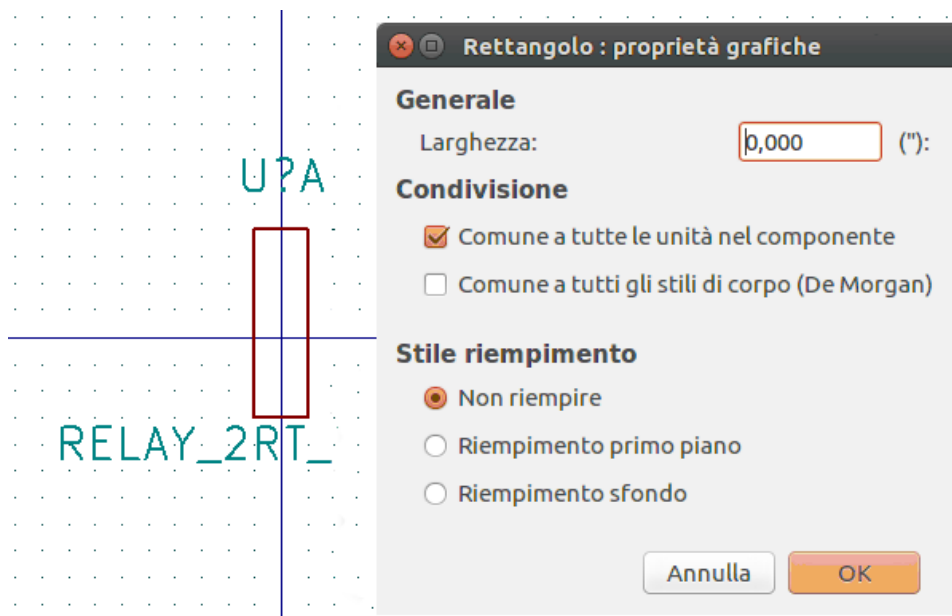 Rettangolo : proprietà grafiche
Generale
Larghezza: 0,000 ("):
Condivisione
Comune a tutte le unità nel componente
Comune a tutti gli stili di corpo (De Morgan)
Stile riempimento
Non riempire
Riempimento primo piano
Riempimento sfondo
Annulla OK
U?A
RELAY_2RT_